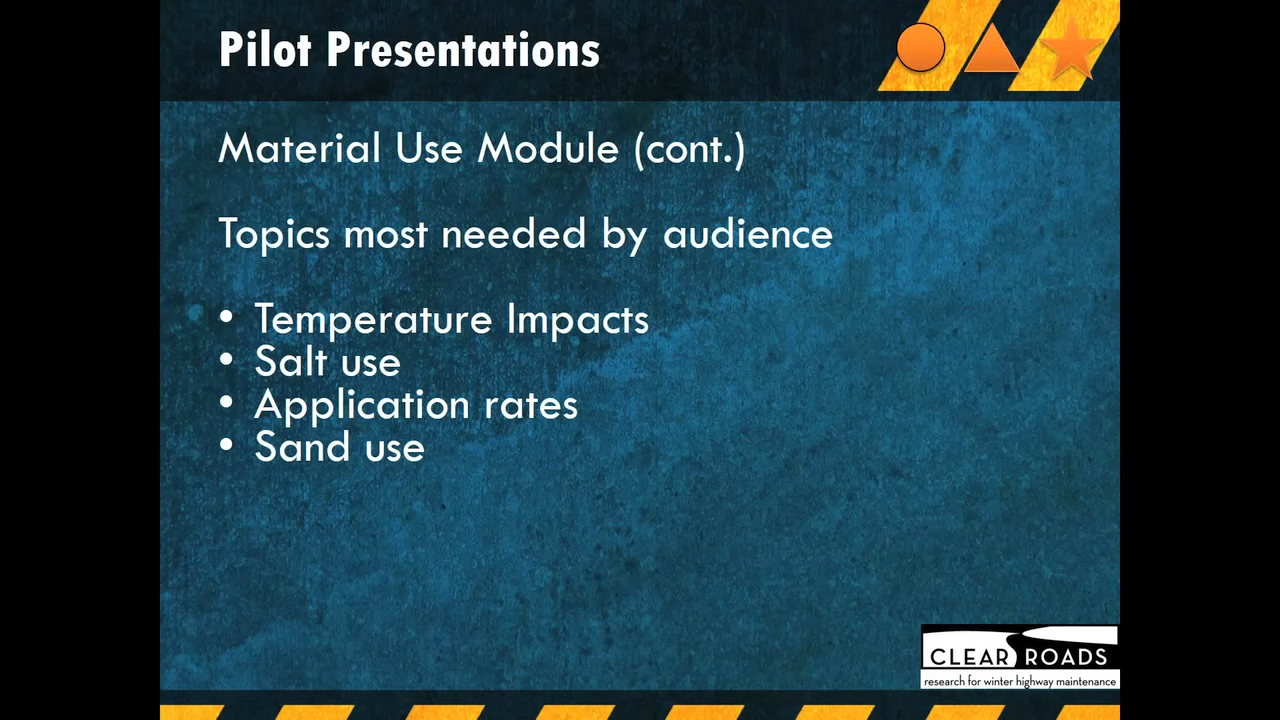 Pilot Presentations
Material Use Module (cont.)
Topics most needed by audience
• Temperature Impacts
• Salt use
• Application rates
• Sand use
CLEAR ROADS
research for winter highway maintenance